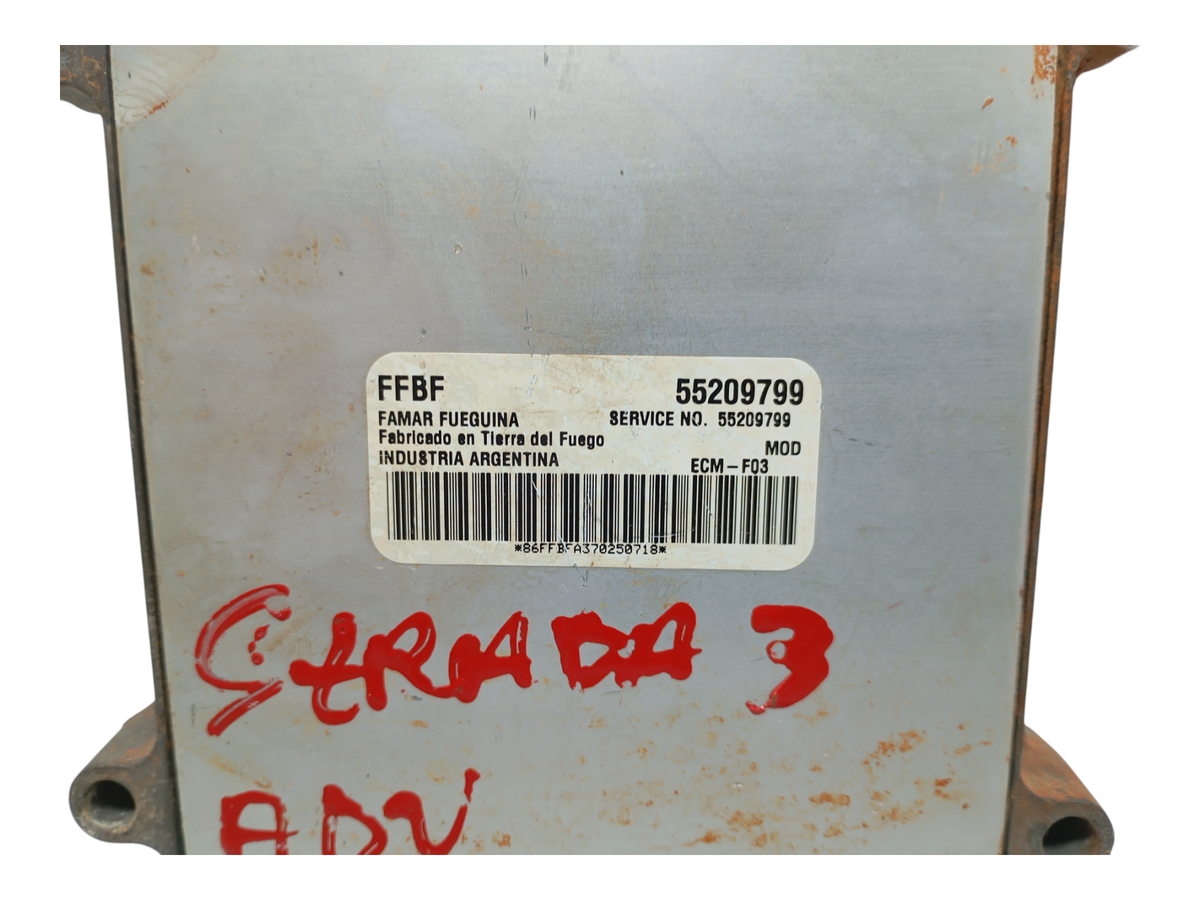 FFBF 55209799
FAMAR FUEGUINA SERVICE NO. 55209799
Fabricado en Tierra del Fuego
MOD
INDUSTRIA ARGENTINA ECM-F03
*86FFBFA370250718*
STRADA 3
ADV